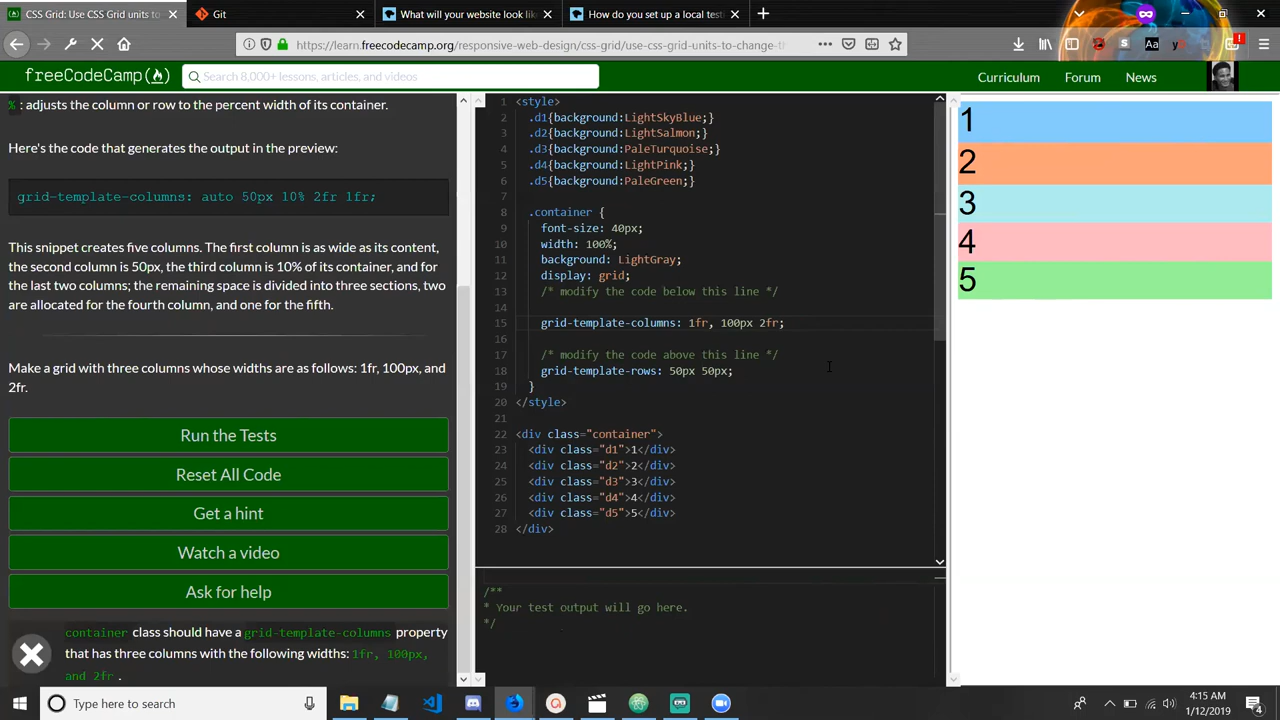 CSS Grid: Use CSS Grid units to
Git
What will your website look like
How do you set up a local test
https://learn.freecodecamp.org/responsive-web-design/css-grid/use-css-grid-units-to-change-th
freeCodeCamp
Search 8,000+ lessons, articles, and videos
Curriculum
Forum
News
% : adjusts the column or row to the percent width of its container.
Here's the code that generates the output in the preview:
grid-template-columns: auto 50px 10% 2fr 1fr;
This snippet creates five columns. The first column is as wide as its content,
the second column is 50px, the third column is 10% of its container, and for
the last two columns; the remaining space is divided into three sections, two
are allocated for the fourth column, and one for the fifth.
Make a grid with three columns whose widths are as follows: 1fr, 100px, and
2fr.
Run the Tests
Reset All Code
Get a hint
Watch a video
Ask for help
container class should have a grid-template-columns property
that has three columns with the following widths: 1fr, 100px,
and 2fr .
1 <style>
2 .d1{background:LightSkyBlue;}
3 .d2{background:LightSalmon;}
4 .d3{background:PaleTurquoise;}
5 .d4{background:LightPink;}
6 .d5{background:PaleGreen;}
7
8 .container {
9 font-size: 40px;
10 width: 100%;
11 background: LightGray;
12 display: grid;
13 /* modify the code below this line */
14
15 grid-template-columns: 1fr, 100px 2fr;
16
17 /* modify the code above this line */
18 grid-template-rows: 50px 50px;
19 }
20 </style>
21
22 <div class="container">
23 <div class="d1">1</div>
24 <div class="d2">2</div>
25 <div class="d3">3</div>
26 <div class="d4">4</div>
27 <div class="d5">5</div>
28 </div>
/**
* Your test output will go here.
*/
1
2
3
4
5
Type here to search
4:15 AM
1/12/2019
4